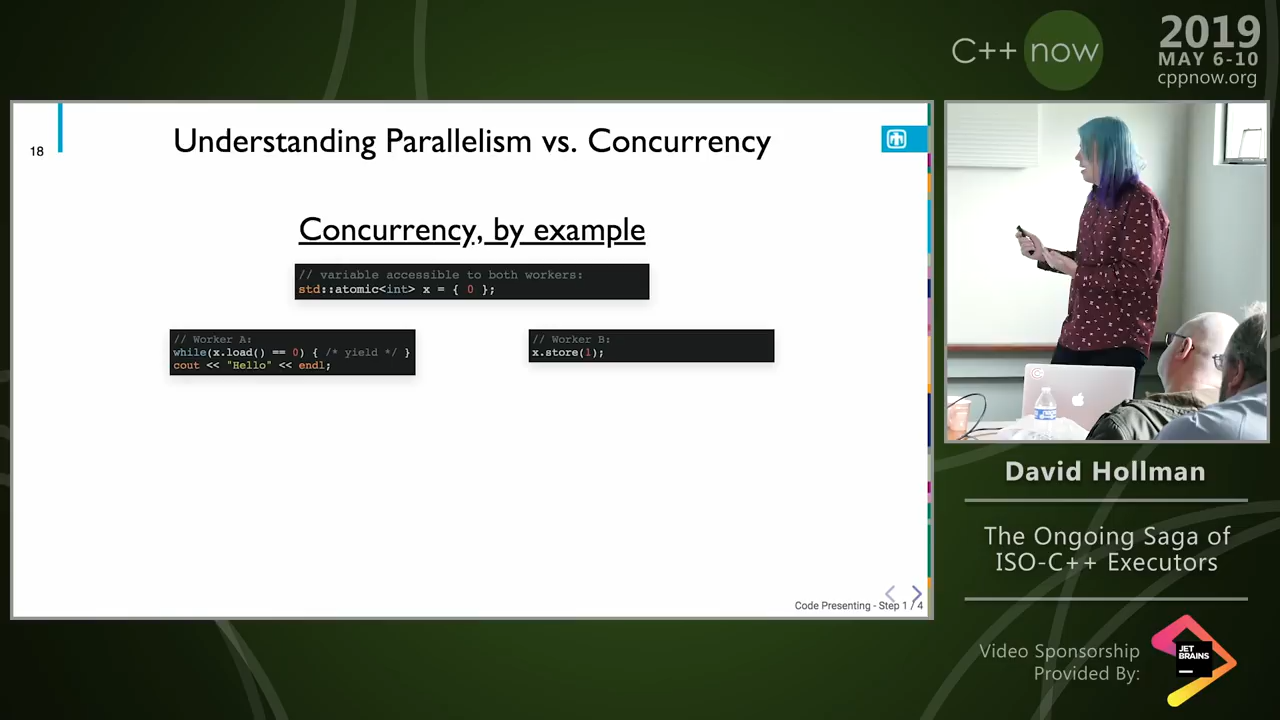 C++ now
2019
MAY 6-10
cppnow.org
18
Understanding Parallelism vs. Concurrency
Concurrency, by example
// variable accessible to both workers:
std::atomic<int> x = { 0 };
// Worker A:
while(x.load() == 0) { /* yield */ }
cout << "Hello" << endl;
// Worker B:
x.store(1);
Code Presenting - Step 1 / 4
David Hollman
The Ongoing Saga of
ISO-C++ Executors
Video Sponsorship
Provided By:
JET
BRAINS